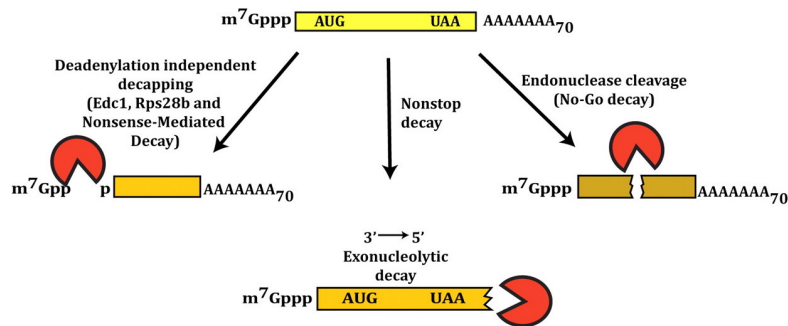 m⁷Gppp AUG UAA AAAAAAA₇₀
Deadenylation independent
decapping
(Edc1, Rps28b and
Nonsense-Mediated
Decay)
Nonstop
decay
Endonuclease cleavage
(No-Go decay)
m⁷Gpp p AAAAAAA₇₀
m⁷Gppp AAAAAAA₇₀
3’ → 5’
Exonucleolytic
decay
m⁷Gppp AUG UAA